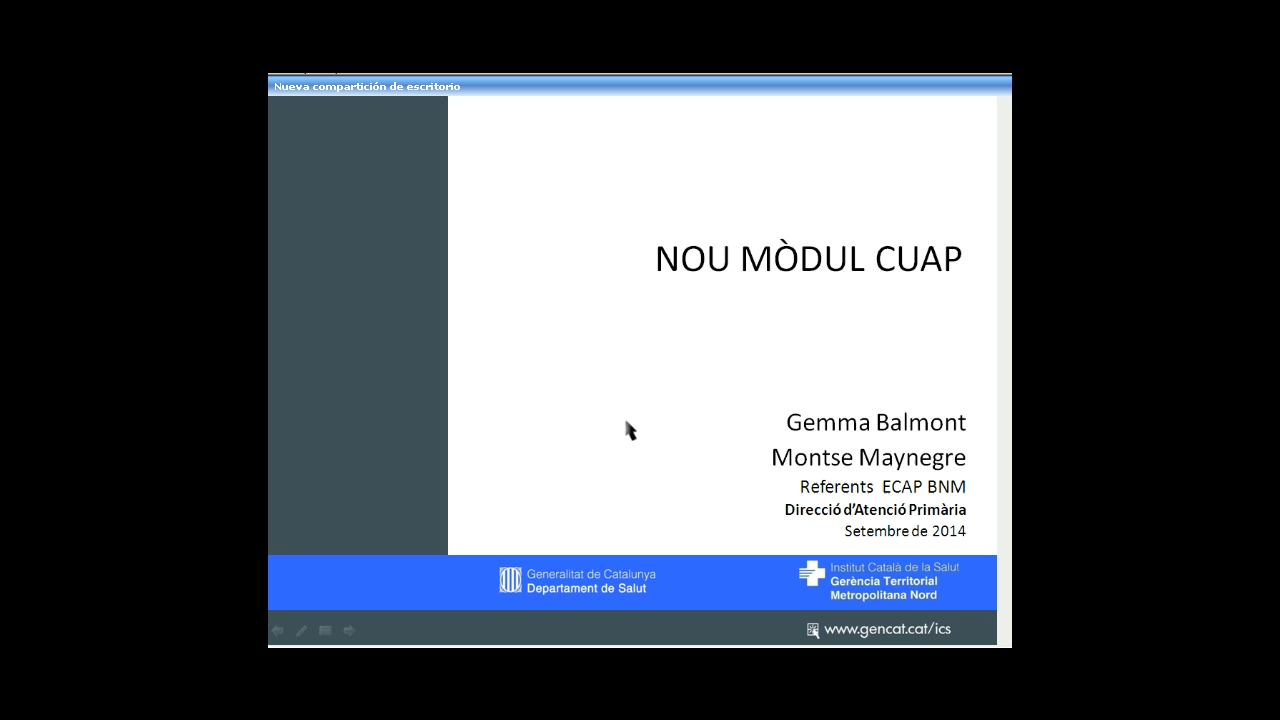 Nueva compartición de escritorio
NOU MÒDUL CUAP
Gemma Balmont
Montse Maynegre
Referents ECAP BNM
Direcció d'Atenció Primària
Setembre de 2014
Generalitat de Catalunya
Departament de Salut
Institut Català de la Salut
Gerència Territorial
Metropolitana Nord
www.gencat.cat/ics